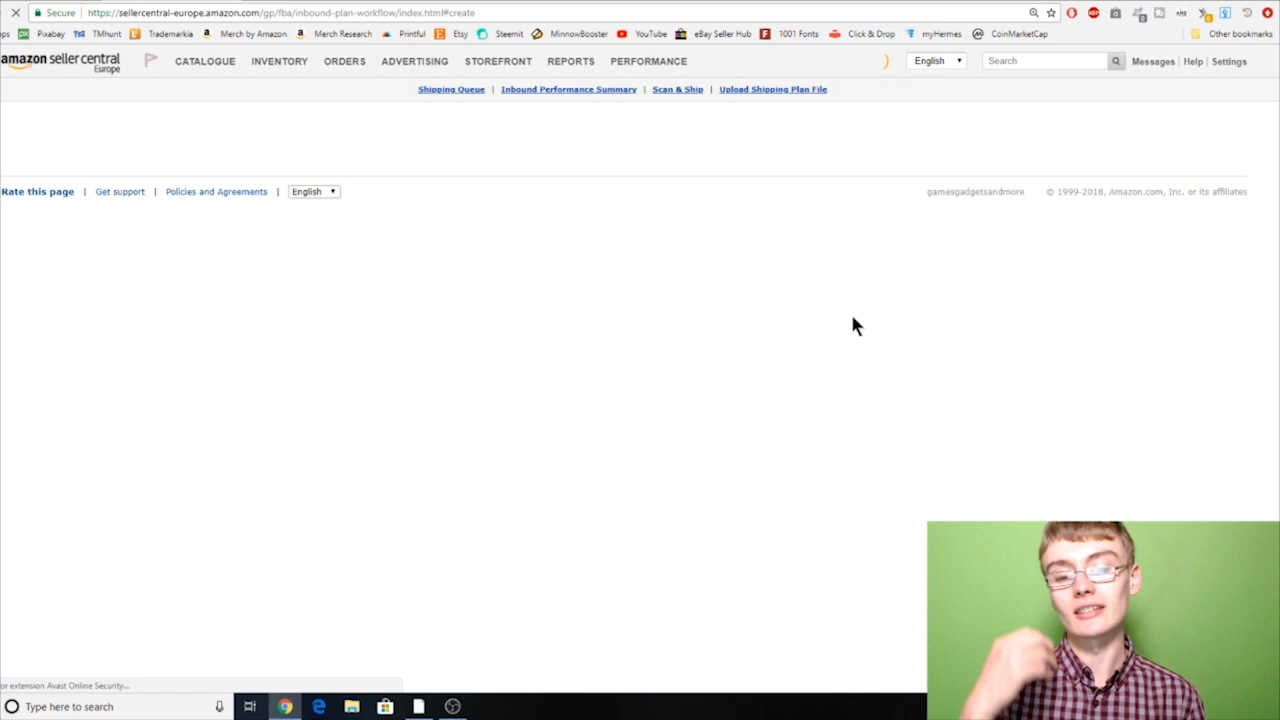 Secure https://sellercentral-europe.amazon.com/gp/fba/inbound-plan-workflow/index.html#create
ps Pixabay TMhunt Trademarkia Merch by Amazon Merch Research Printful Etsy Steemit MinnowBooster YouTube eBay Seller Hub 1001 Fonts Click & Drop myHermes CoinMarketCap Other bookmarks
amazon seller central CATALOGUE INVENTORY ORDERS ADVERTISING STOREFRONT REPORTS PERFORMANCE English Search Messages | Help | Settings
Europe
Shipping Queue | Inbound Performance Summary | Scan & Ship | Upload Shipping Plan File
Rate this page | Get support | Policies and Agreements | English gamesgadgetsandmore © 1999-2018, Amazon.com, Inc. or its affiliates
or extension Avast Online Security...
Type here to search